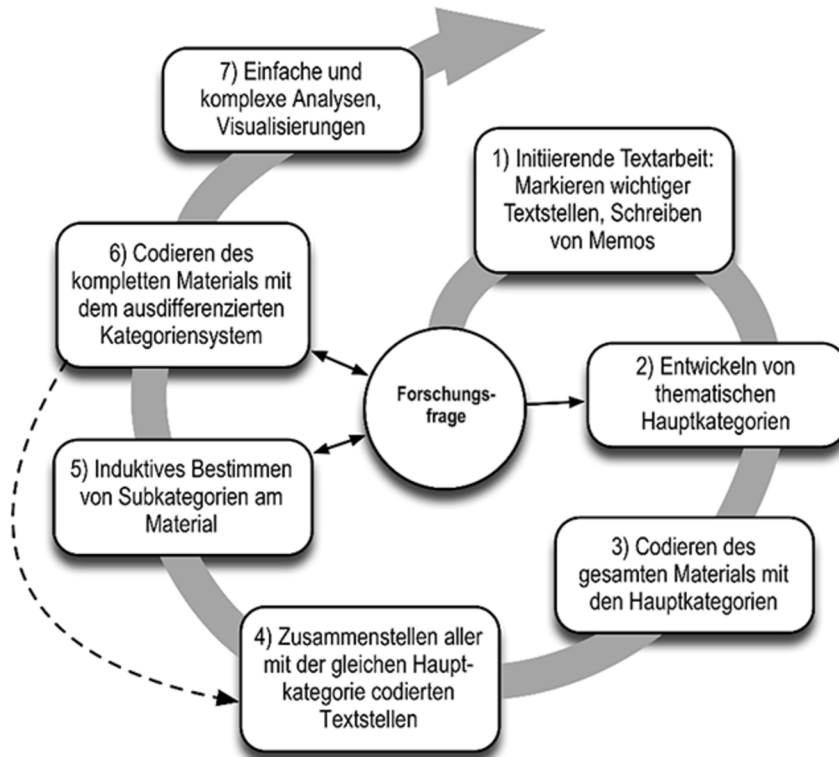 7) Einfache und
komplexe Analysen,
Visualisierungen
1) Initiierende Textarbeit:
Markieren wichtiger
Textstellen, Schreiben
von Memos
6) Codieren des
kompletten Materials mit
dem ausdifferenzierten
Kategoriensystem
Forschungs-
frage
2) Entwickeln von
thematischen
Hauptkategorien
5) Induktives Bestimmen
von Subkategorien am
Material
3) Codieren des
gesamten Materials mit
den Hauptkategorien
4) Zusammenstellen aller
mit der gleichen Haupt-
kategorie codierten
Textstellen